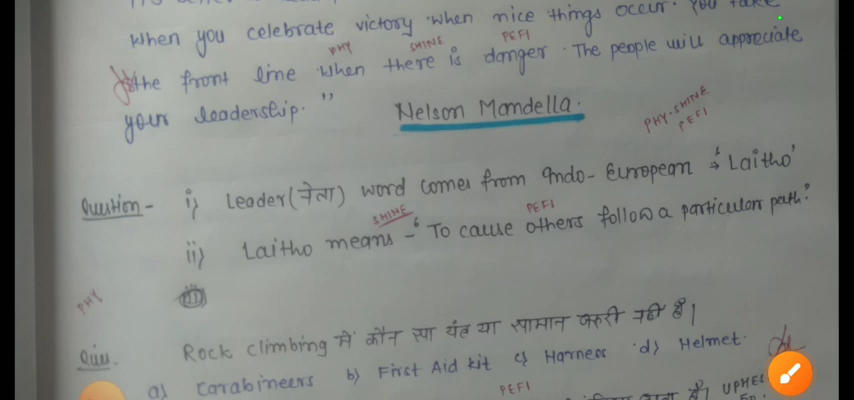 when you celebrate victory when nice things occur. You take
PHY SHINE PEFI
the front line when there is danger. The people will appreciate
your leadership."
Nelson Mandella.
PHY-SHINE
PEFI
Question - i) Leader (नेता) word comes from Indo-European → 'Laitho'
SHINE PEFI
ii) Laitho means - 'To cause others follow a particular path'
PHY
iii)
Rock climbing में कौन सा यंत्र या सामान जरुरी नहीं है।
a) Carabineers b) First Aid kit c) Harness d) Helmet.
PEFI
है। UPHEC